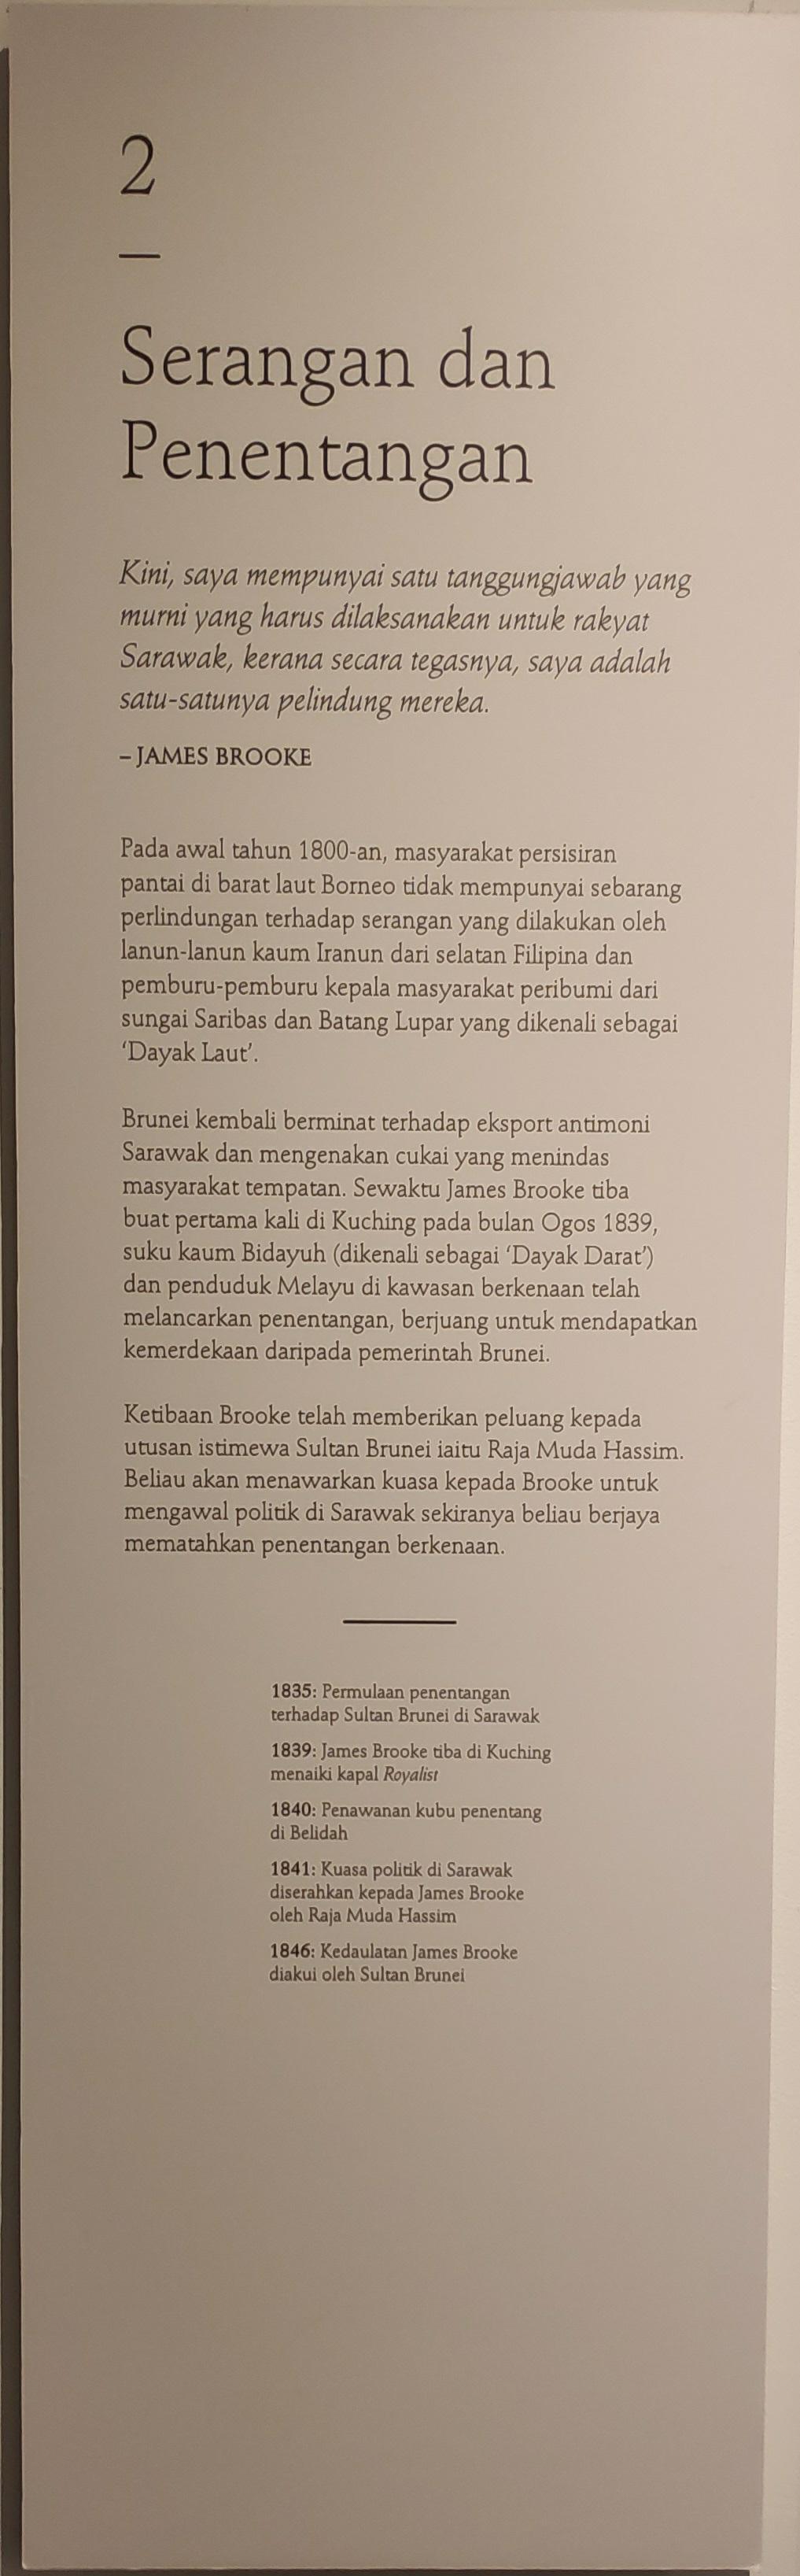 2
Serangan dan
Penentangan
Kini, saya mempunyai satu tanggungjawab yang
murni yang harus dilaksanakan untuk rakyat
Sarawak, kerana secara tegasnya, saya adalah
satu-satunya pelindung mereka.
– JAMES BROOKE
Pada awal tahun 1800-an, masyarakat persisiran
pantai di barat laut Borneo tidak mempunyai sebarang
perlindungan terhadap serangan yang dilakukan oleh
lanun-lanun kaum Iranun dari selatan Filipina dan
pemburu-pemburu kepala masyarakat peribumi dari
sungai Saribas dan Batang Lupar yang dikenali sebagai
‘Dayak Laut’.
Brunei kembali berminat terhadap eksport antimoni
Sarawak dan mengenakan cukai yang menindas
masyarakat tempatan. Sewaktu James Brooke tiba
buat pertama kali di Kuching pada bulan Ogos 1839,
suku kaum Bidayuh (dikenali sebagai ‘Dayak Darat’)
dan penduduk Melayu di kawasan berkenaan telah
melancarkan penentangan, berjuang untuk mendapatkan
kemerdekaan daripada pemerintah Brunei.
Ketibaan Brooke telah memberikan peluang kepada
utusan istimewa Sultan Brunei iaitu Raja Muda Hassim.
Beliau akan menawarkan kuasa kepada Brooke untuk
mengawal politik di Sarawak sekiranya beliau berjaya
mematahkan penentangan berkenaan.
1835: Permulaan penentangan
terhadap Sultan Brunei di Sarawak
1839: James Brooke tiba di Kuching
menaiki kapal Royalist
1840: Penawanan kubu penentang
di Belidah
1841: Kuasa politik di Sarawak
diserahkan kepada James Brooke
oleh Raja Muda Hassim
1846: Kedaulatan James Brooke
diakui oleh Sultan Brunei